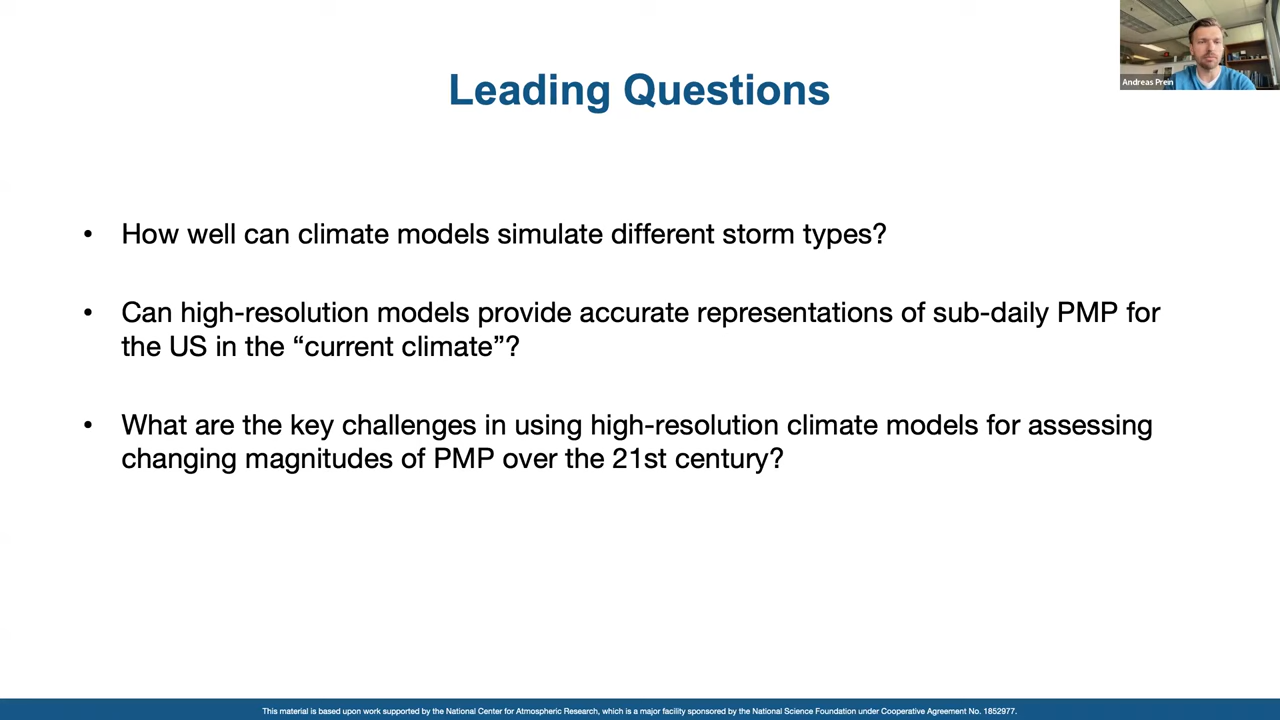 Andreas Prein
Leading Questions
• How well can climate models simulate different storm types?
• Can high-resolution models provide accurate representations of sub-daily PMP for
the US in the “current climate”?
• What are the key challenges in using high-resolution climate models for assessing
changing magnitudes of PMP over the 21st century?
This material is based upon work supported by the National Center for Atmospheric Research, which is a major facility sponsored by the National Science Foundation under Cooperative Agreement No. 1852977.